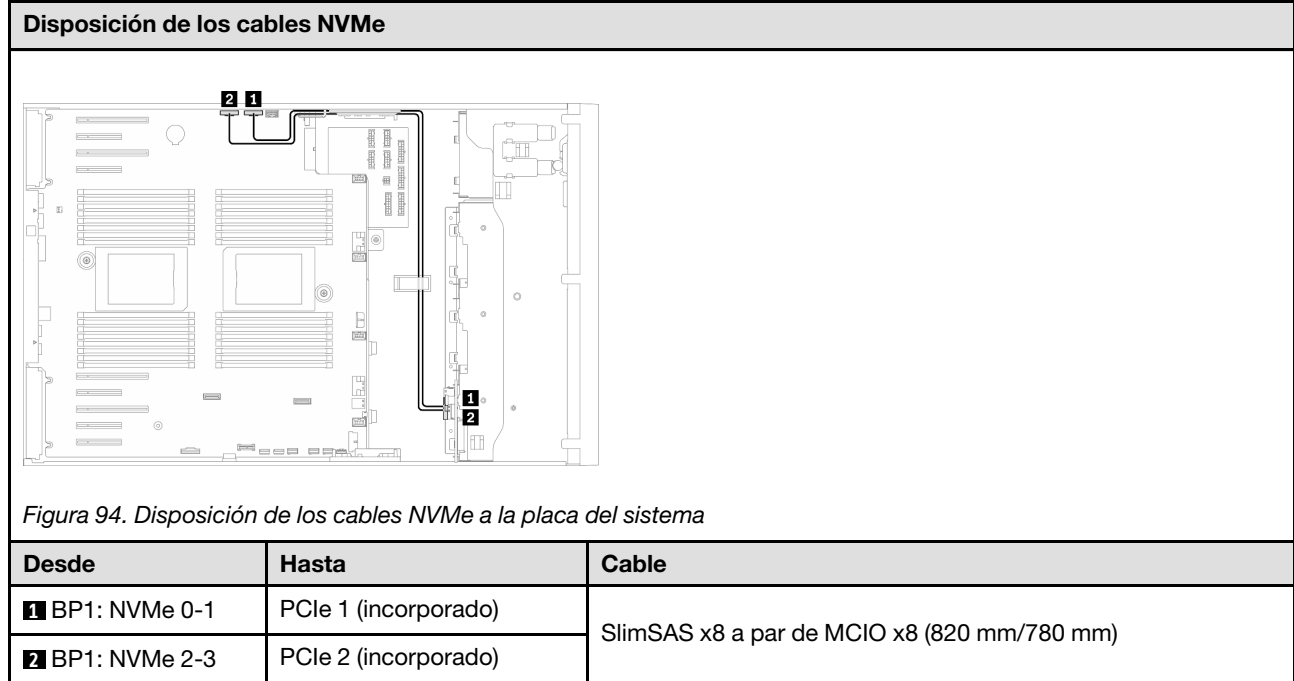 Disposición de los cables NVMe
2 1
1
2
Figura 94. Disposición de los cables NVMe a la placa del sistema
Desde Hasta Cable
1 BP1: NVMe 0-1 PCIe 1 (incorporado)
SlimSAS x8 a par de MCIO x8 (820 mm/780 mm)
2 BP1: NVMe 2-3 PCIe 2 (incorporado)